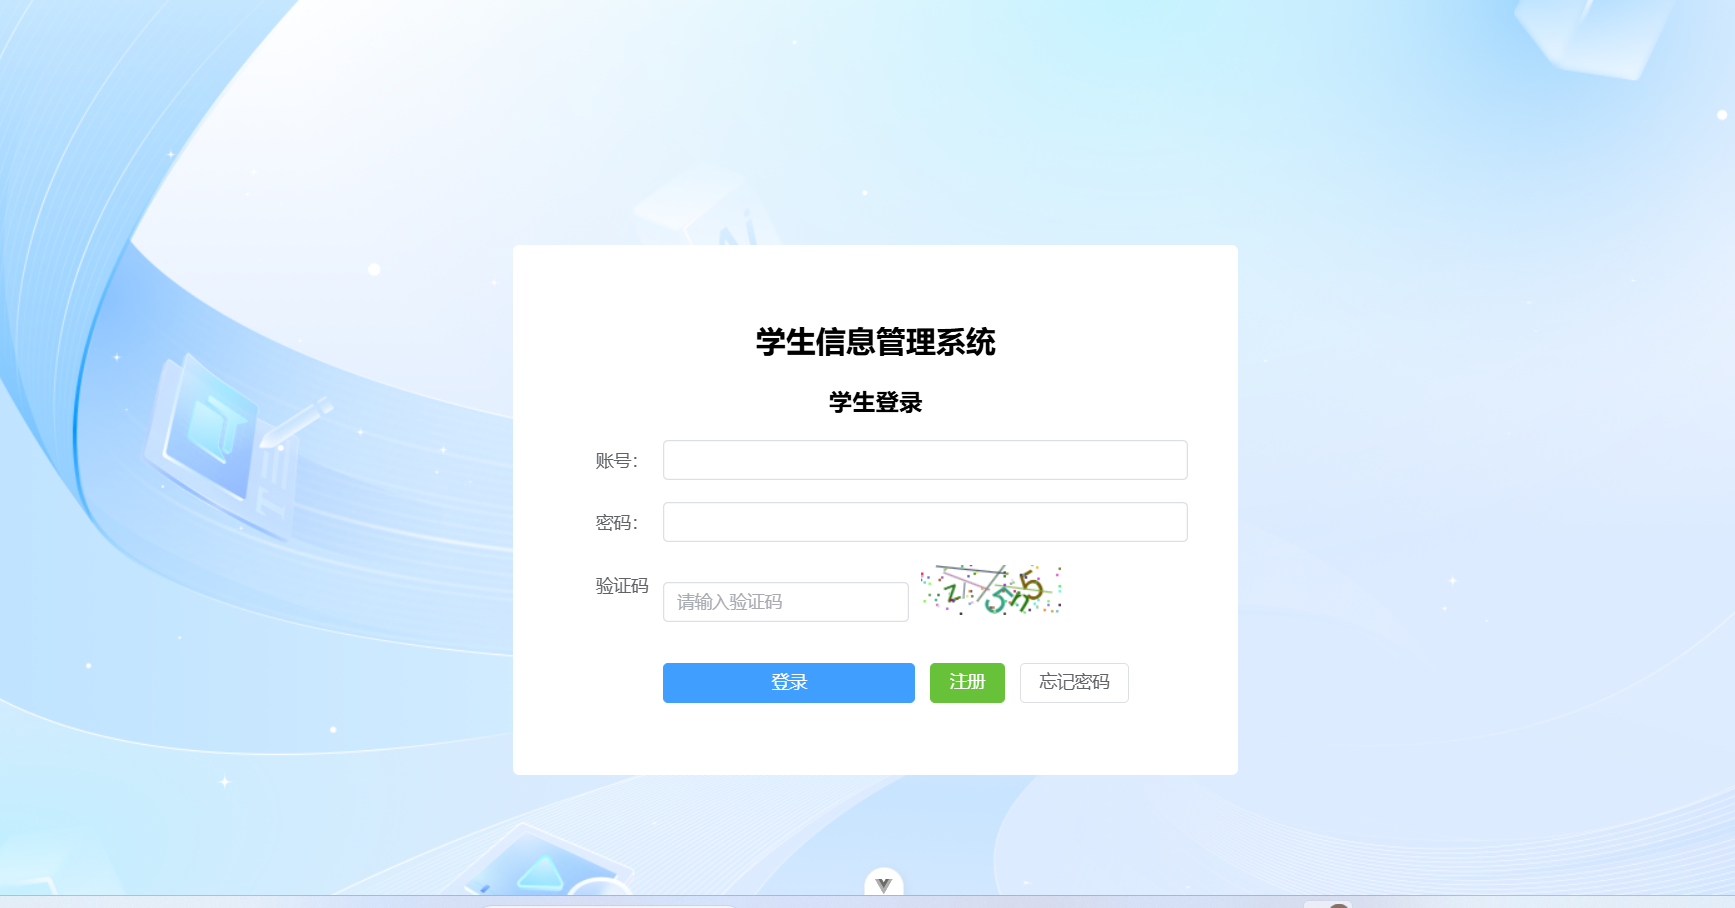 学生信息管理系统
学生登录
账号：
密码：
验证码
请输入验证码
登录 注册 忘记密码